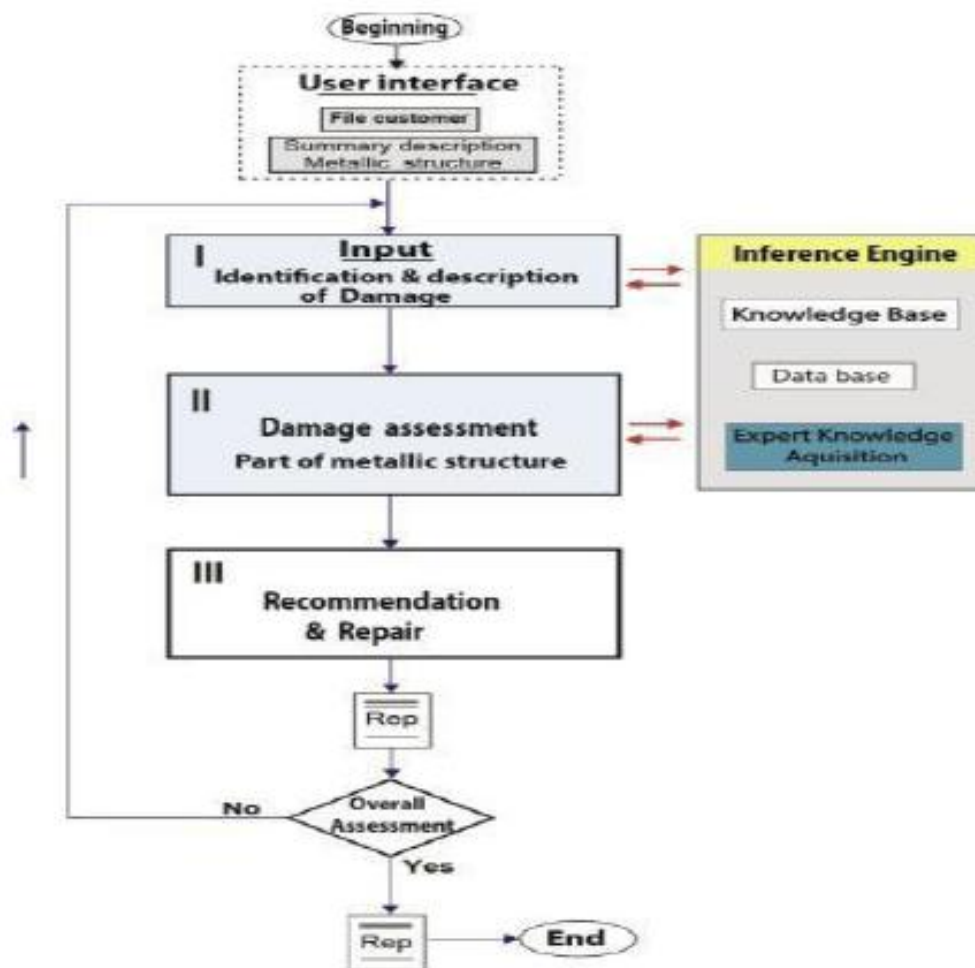 Beginning
User interface
File customer
Summary description
Metallic structure
I
Input
Identification & description
of Damage
Inference Engine
Knowledge Base
Data base
Expert Knowledge
Aquisition
II
Damage assessment
Part of metallic structure
III
Recommendation
& Repair
Rep
Overall
Assessment
No
Yes
Rep
End